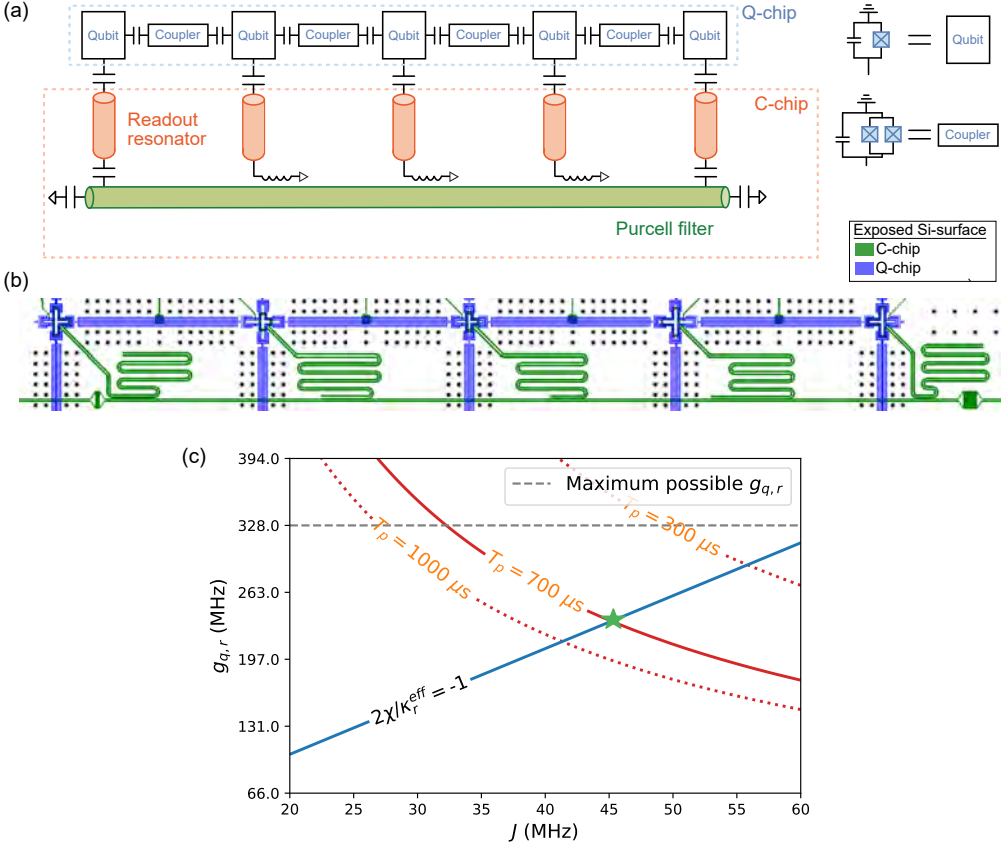 (a)
Q-chip
Qubit
Coupler
Qubit
Coupler
Qubit
Coupler
Qubit
Coupler
Qubit
Qubit
C-chip
Readout
resonator
Coupler
Purcell filter
Exposed Si-surface
C-chip
Q-chip
(b)
(c)
394.0
328.0
263.0
197.0
131.0
66.0
g_{q,r} (MHz)
Maximum possible g_{q,r}
T_p = 300 μs
T_p = 1000 μs
T_p = 700 μs
2χ/κ_r^{eff} = -1
20
25
30
35
40
45
50
55
60
J (MHz)